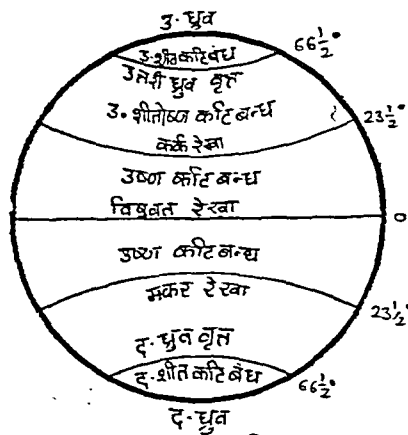 उ॰ ध्रुव
उ॰ शीत कटिबंध
66½°
उत्तरी ध्रुव वृत
उ॰ शीतोष्ण कटिबन्ध
23½°
कर्क रेखा
उष्ण कटिबन्ध
विषुवत रेखा
0
उष्ण कटिबन्ध
मकर रेखा
23½°
द॰ ध्रुव वृत
द॰ शीत कटिबंध
66½°
द॰ ध्रुव